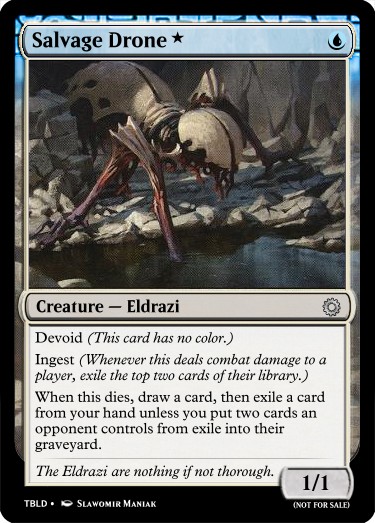 Salvage Drone ★
Creature — Eldrazi
Devoid (This card has no color.)
Ingest (Whenever this deals combat damage to a
player, exile the top two cards of their library.)
When this dies, draw a card, then exile a card
from your hand unless you put two cards an
opponent controls from exile into their
graveyard.
The Eldrazi are nothing if not thorough.
1/1
TBLD • Slawomir Maniak
(NOT FOR SALE)